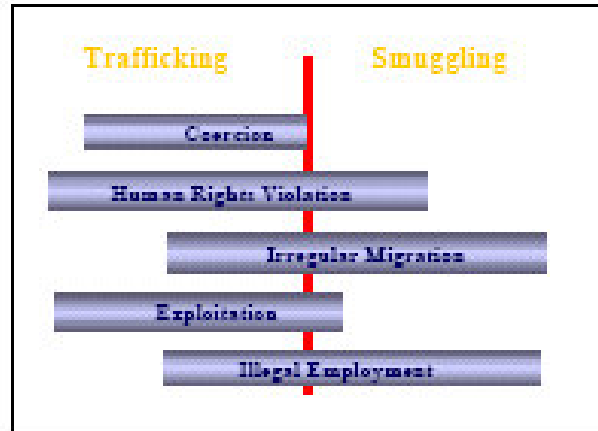 Trafficking Smuggling
Coercion
Human Rights Violation
Irregular Migration
Exploitation
Illegal Employment